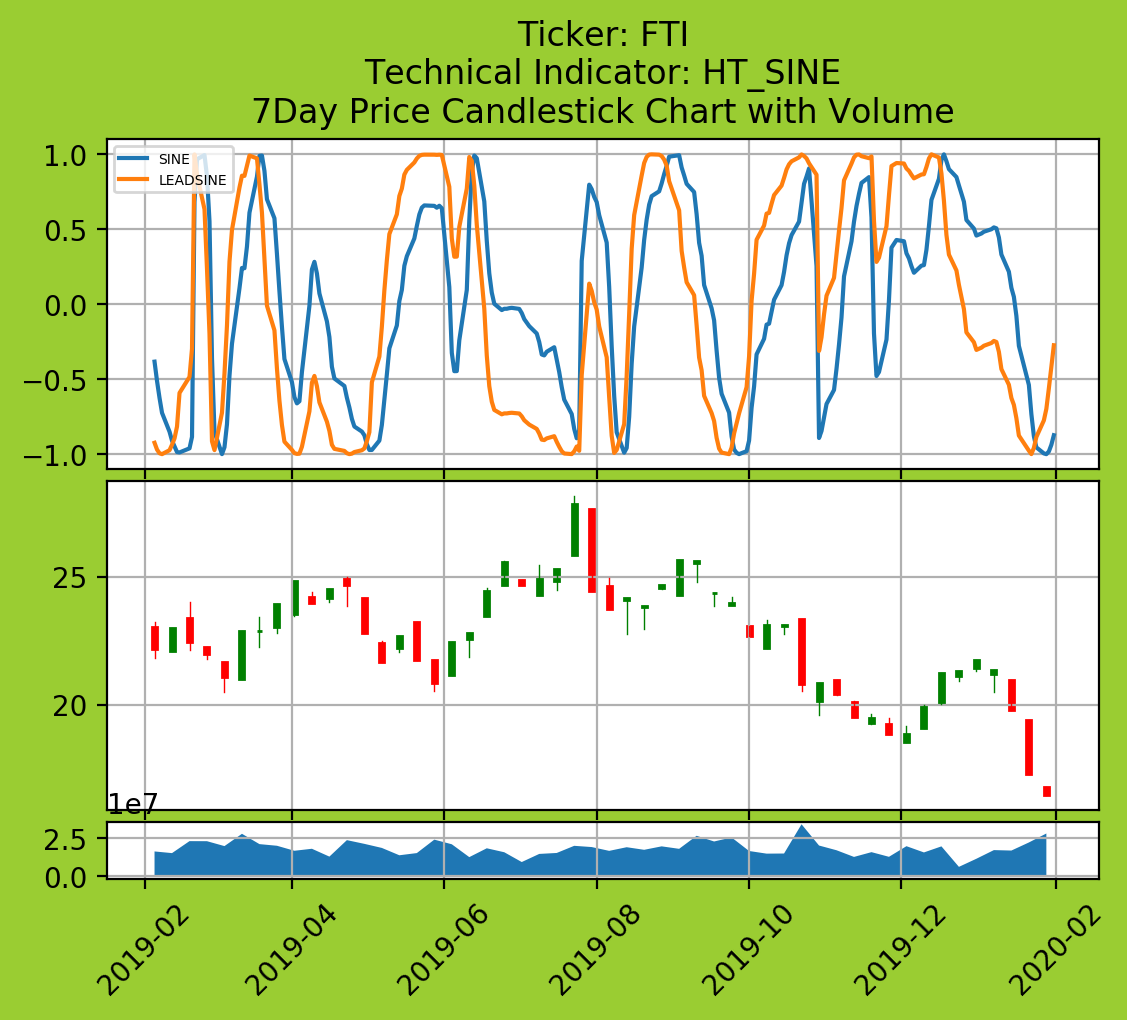 Ticker: FTI
Technical Indicator: HT_SINE
7Day Price Candlestick Chart with Volume
1.0
0.5
0.0
−0.5
−1.0
SINE
LEADSINE
25
20
1e7
2.5
0.0
2019-02
2019-04
2019-06
2019-08
2019-10
2019-12
2020-02